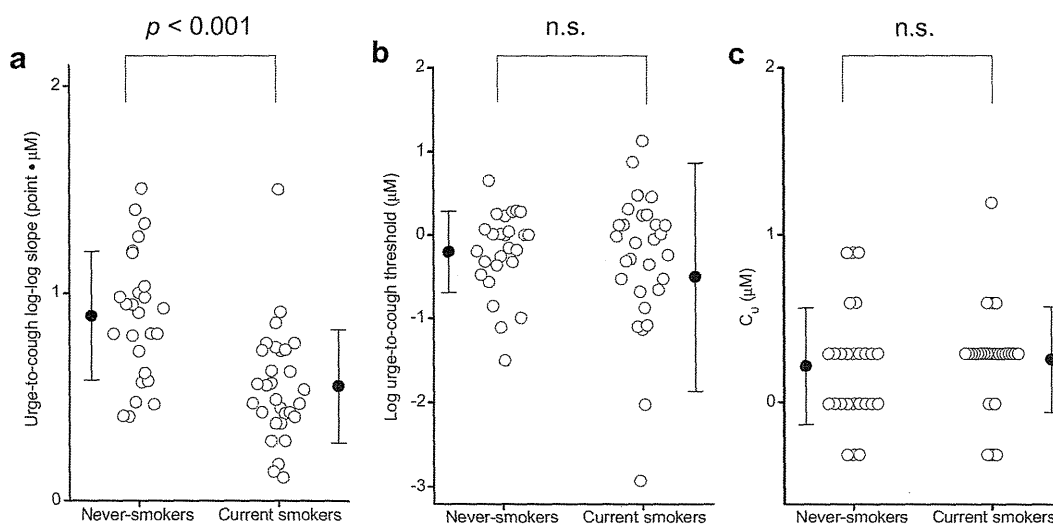 p < 0.001
n.s.
n.s.
a
b
c
Urge-to-cough log-log slope (point • μM)
2
1
0
Never-smokers
Current smokers
Log urge-to-cough threshold (μM)
2
1
0
-1
-2
-3
Never-smokers
Current smokers
Cu (μM)
2
1
0
Never-smokers
Current smokers